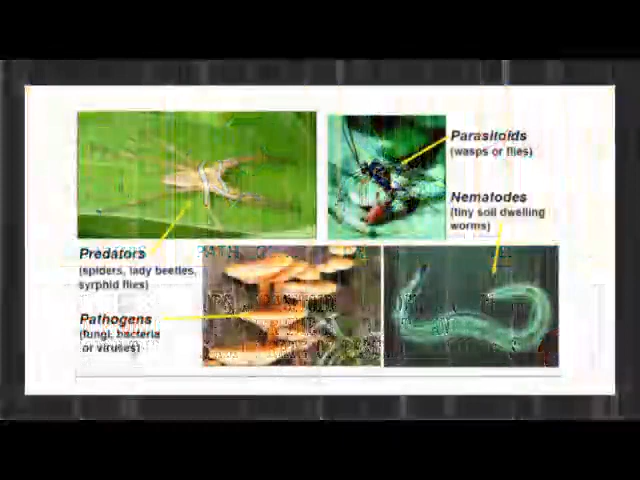 Parasitoids
(wasps or flies)
Nematodes
(tiny soil dwelling
worms)
Predators
(spiders, lady beetles,
syrphid flies)
Pathogens
(fungi, bacteria
or viruses)